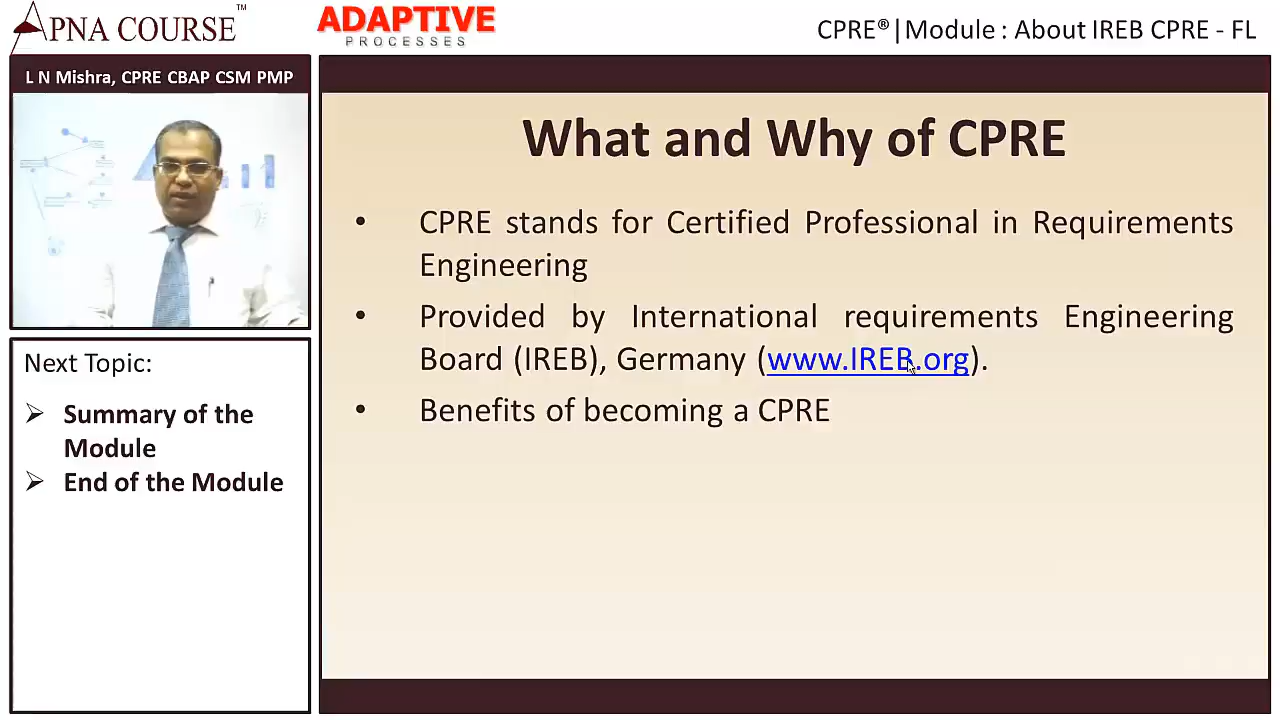 APNA COURSE™
ADAPTIVE
PROCESSES
CPRE®|Module : About IREB CPRE - FL
L N Mishra, CPRE CBAP CSM PMP
What and Why of CPRE
• CPRE stands for Certified Professional in Requirements
Engineering
• Provided by International requirements Engineering
Board (IREB), Germany (www.IREB.org).
• Benefits of becoming a CPRE
Next Topic:
➢ Summary of the
Module
➢ End of the Module